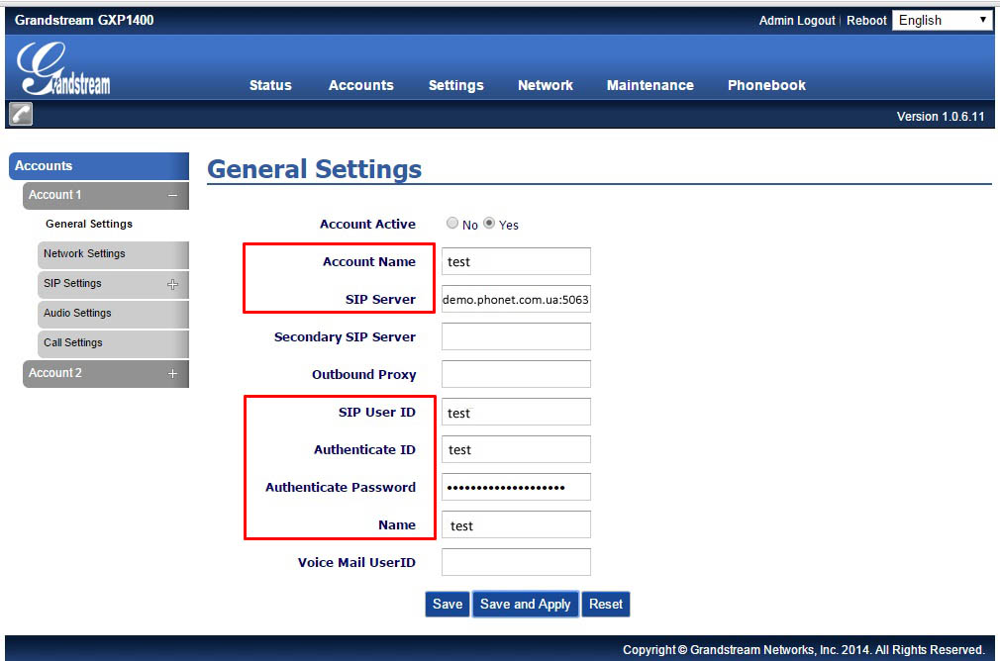 Grandstream GXP1400
Admin Logout | Reboot English
Grandstream
Status Accounts Settings Network Maintenance Phonebook
Version 1.0.6.11
Accounts
Account 1
General Settings
Network Settings
SIP Settings
Audio Settings
Call Settings
Account 2
General Settings
Account Active No Yes
Account Name test
SIP Server demo.phonet.com.ua:5063
Secondary SIP Server
Outbound Proxy
SIP User ID test
Authenticate ID test
Authenticate Password ••••••••••••••••••••
Name test
Voice Mail UserID
Save Save and Apply Reset
Copyright © Grandstream Networks, Inc. 2014. All Rights Reserved.